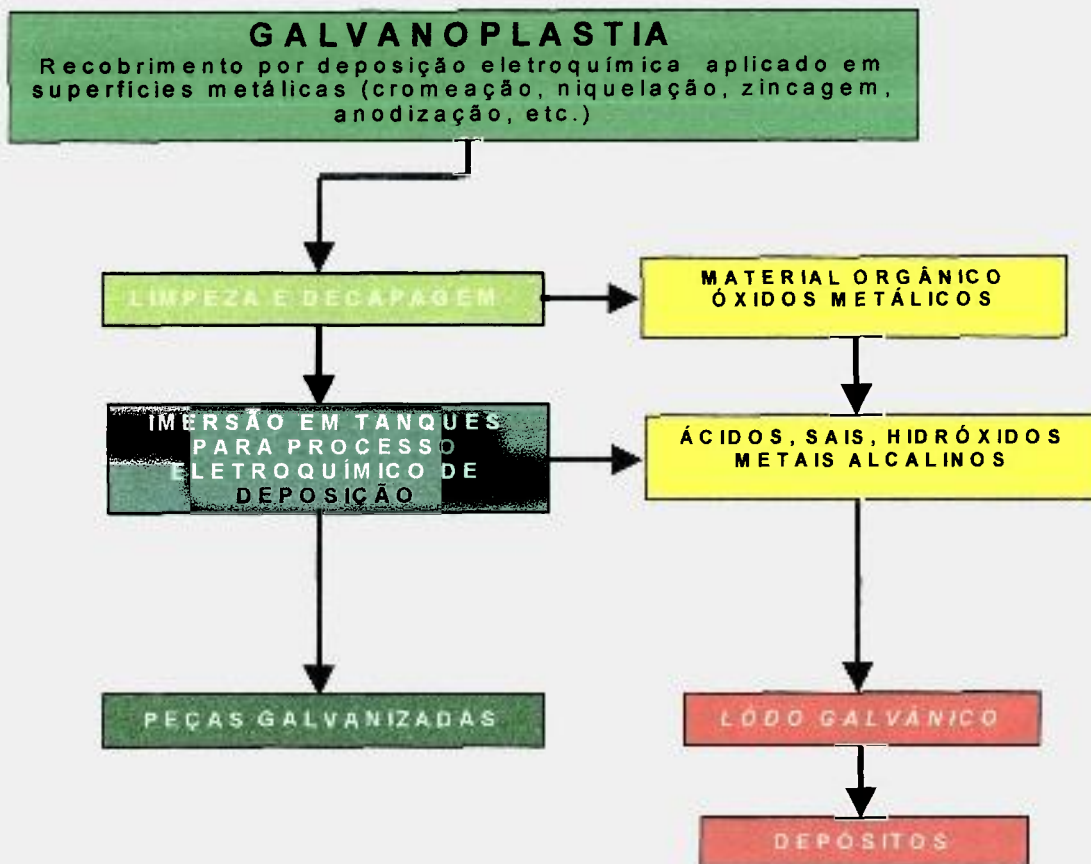 GALVANOPLASTIA
Recobrimento por deposição eletroquímica aplicado em
superfícies metálicas (cromeação, niquelação, zincagem,
anodização, etc.)
LIMPEZA E DECAPAGEM
MATERIAL ORGÂNICO
ÓXIDOS METÁLICOS
IMERSÃO EM TANQUES
PARA PROCESSO
ELETROQUÍMICO DE
DEPOSIÇÃO
ÁCIDOS, SAIS, HIDRÓXIDOS
METAIS ALCALINOS
PEÇAS GALVANIZADAS
LÔDO GALVÂNICO
DEPÓSITOS